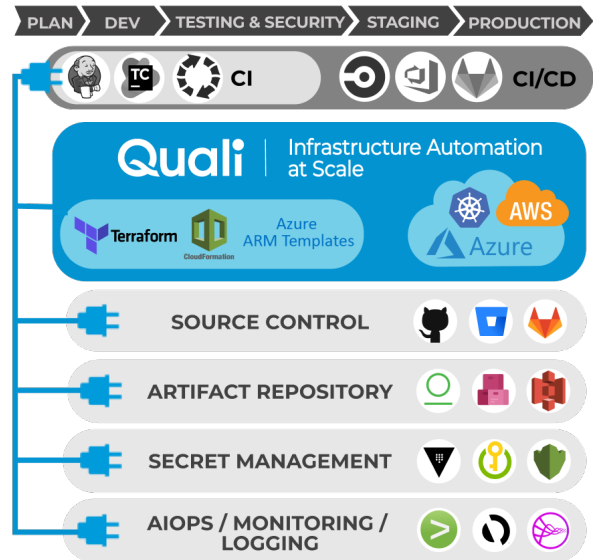 PLAN DEV TESTING & SECURITY STAGING PRODUCTION
TC CI CI/CD
Quali Infrastructure Automation
at Scale
Terraform
CloudFormation
Azure
ARM Templates
AWS
Azure
SOURCE CONTROL
ARTIFACT REPOSITORY
SECRET MANAGEMENT
AIOPS / MONITORING /
LOGGING